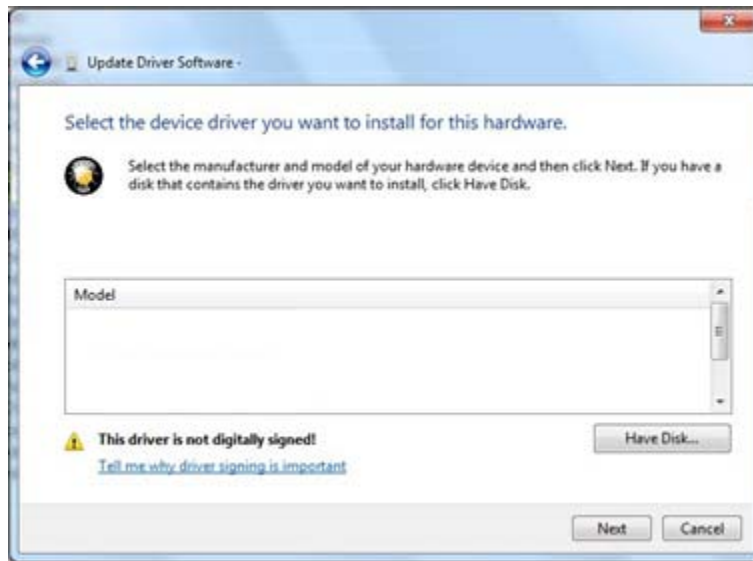 Update Driver Software -
Select the device driver you want to install for this hardware.
Select the manufacturer and model of your hardware device and then click Next. If you have a
disk that contains the driver you want to install, click Have Disk.
Model
This driver is not digitally signed!
Have Disk...
Tell me why driver signing is important
Next
Cancel